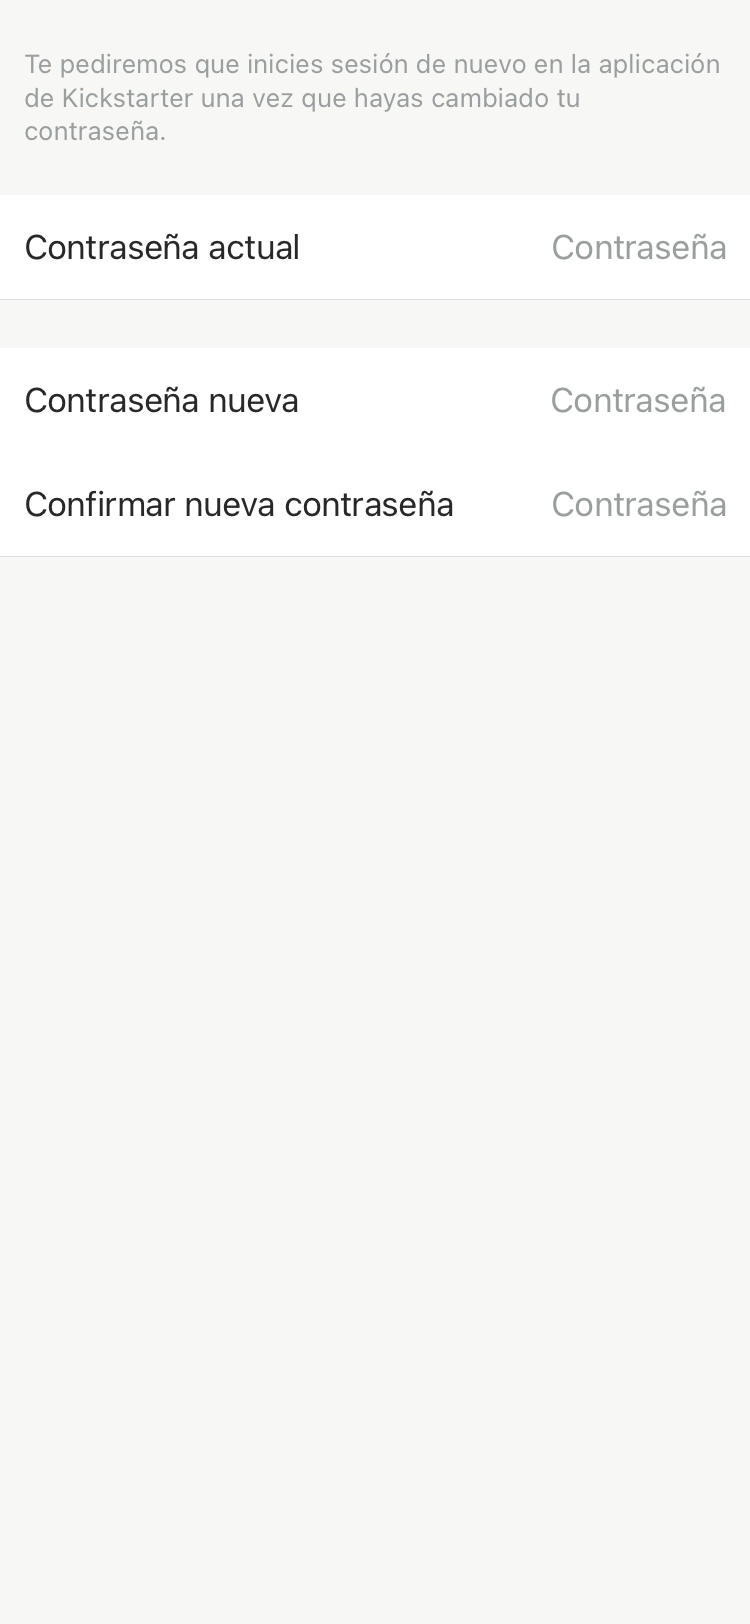 Te pediremos que inicies sesión de nuevo en la aplicación
de Kickstarter una vez que hayas cambiado tu
contraseña.
Contraseña actual Contraseña
Contraseña nueva Contraseña
Confirmar nueva contraseña Contraseña